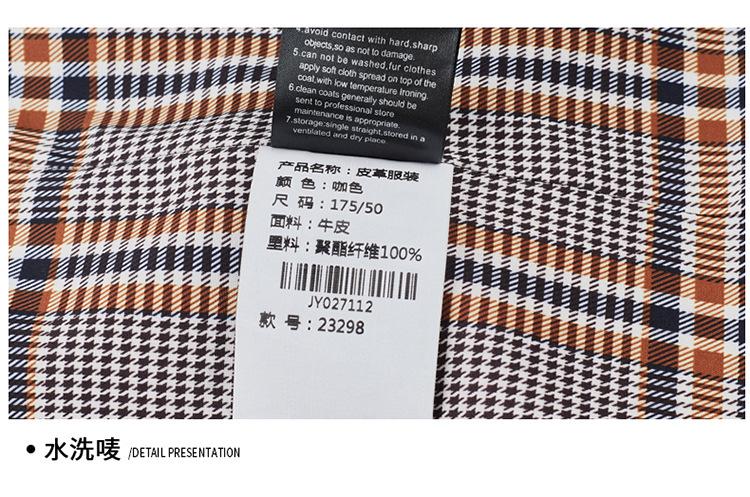 4.avoid contact with hard,sharp
objects,so as not to damage.
5.can not be washed,fur clothes
apply soft cloth spread on top of the
coat,with low temperature Ironing.
6.clean coats generally should be
sent to professional store
maintenance is appropriate.
7.storage:single straight,stored in a
ventilated and dry place.
产品名称：皮革服装
颜 色：咖色
尺 码：175/50
面料：牛皮
里料：聚酯纤维100%
JY027112
款 号：23298
• 水洗唛 /DETAIL PRESENTATION